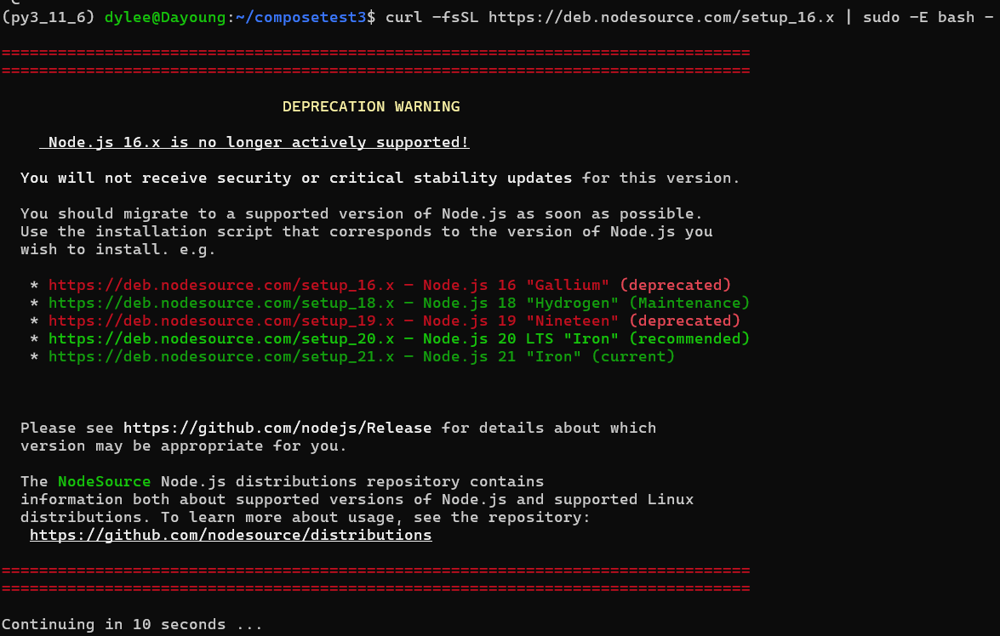 (py3_11_6) dylee@Dayoung:~/composetest3$ curl -fsSL https://deb.nodesource.com/setup_16.x | sudo -E bash -
================================================================================
================================================================================
DEPRECATION WARNING
Node.js 16.x is no longer actively supported!
You will not receive security or critical stability updates for this version.
You should migrate to a supported version of Node.js as soon as possible.
Use the installation script that corresponds to the version of Node.js you
wish to install. e.g.
* https://deb.nodesource.com/setup_16.x — Node.js 16 "Gallium" (deprecated)
* https://deb.nodesource.com/setup_18.x — Node.js 18 "Hydrogen" (Maintenance)
* https://deb.nodesource.com/setup_19.x — Node.js 19 "Nineteen" (deprecated)
* https://deb.nodesource.com/setup_20.x — Node.js 20 LTS "Iron" (recommended)
* https://deb.nodesource.com/setup_21.x — Node.js 21 "Iron" (current)
Please see https://github.com/nodejs/Release for details about which
version may be appropriate for you.
The NodeSource Node.js distributions repository contains
information both about supported versions of Node.js and supported Linux
distributions. To learn more about usage, see the repository:
https://github.com/nodesource/distributions
================================================================================
================================================================================
Continuing in 10 seconds ...